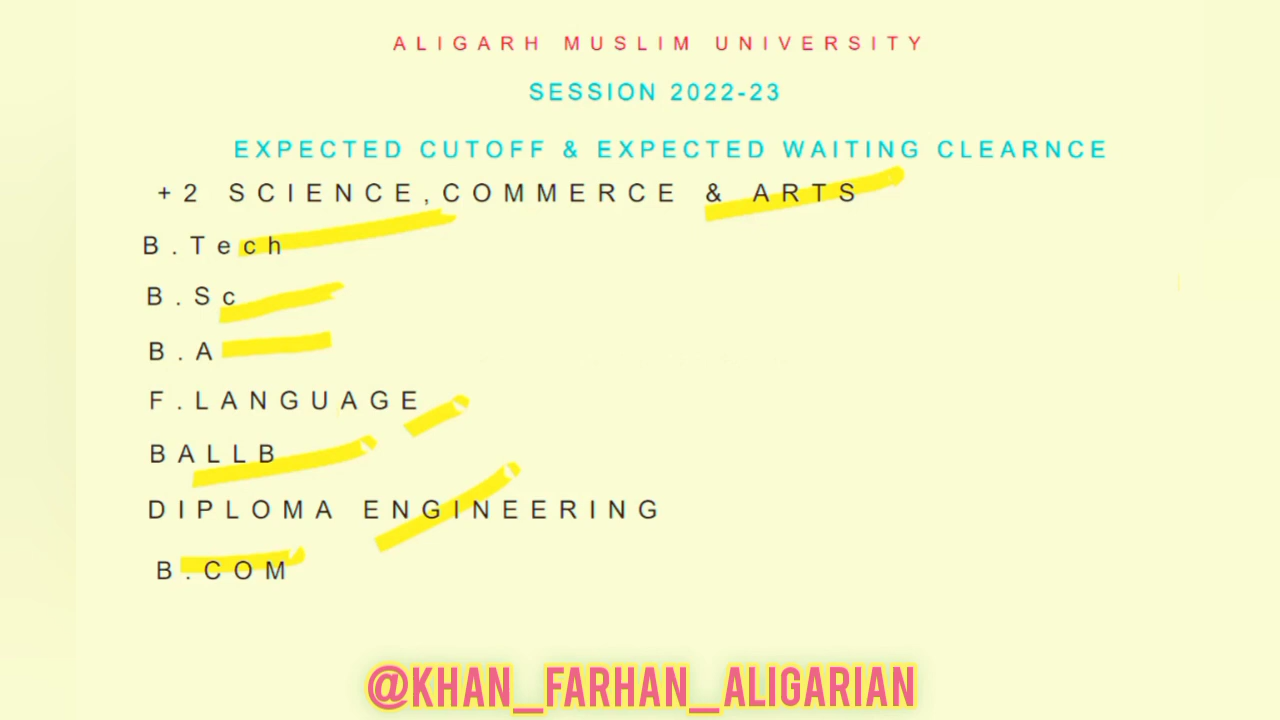 ALIGARH MUSLIM UNIVERSITY
SESSION 2022-23
EXPECTED CUTOFF & EXPECTED WAITING CLEARNCE
+2 SCIENCE,COMMERCE & ARTS
B.Tech
B.Sc
B.A
F.LANGUAGE
BALLB
DIPLOMA ENGINEERING
B.COM
@KHAN_FARHAN_ALIGARIAN